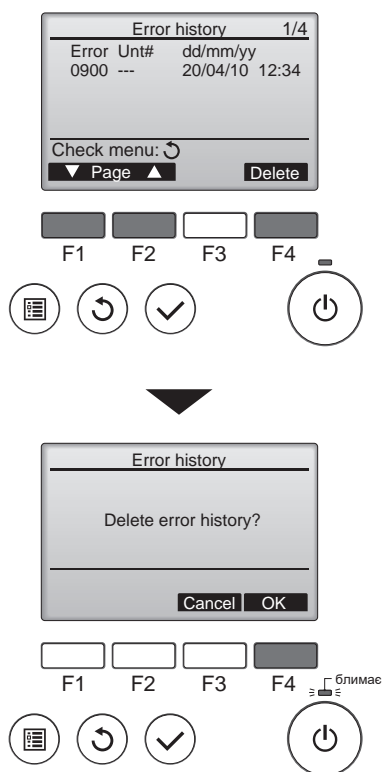 Error history 1/4
Error Unt# dd/mm/yy
0900 --- 20/04/10 12:34
Check menu:
Page Delete
F1 F2 F3 F4
Error history
Delete error history?
Cancel OK
F1 F2 F3 F4 блимає